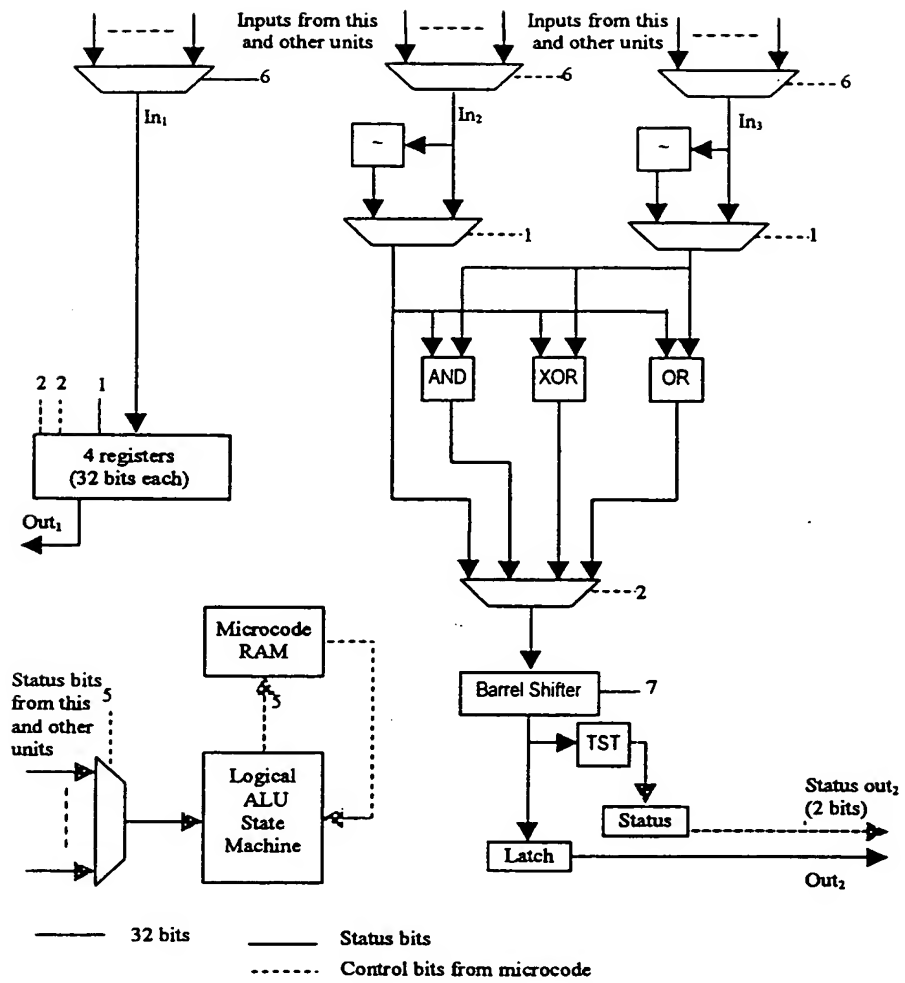 Inputs from this
and other units
Inputs from this
and other units
6
6
6
In₁
In₂
In₃
~
~
1
1
2 2 1
AND
XOR
OR
4 registers
(32 bits each)
Out₁
2
Microcode
RAM
Barrel Shifter
7
Status bits
from this
and other
units
5
5
TST
Logical
ALU
State
Machine
Status out₂
(2 bits)
Status
Latch
Out₂
32 bits
Status bits
Control bits from microcode